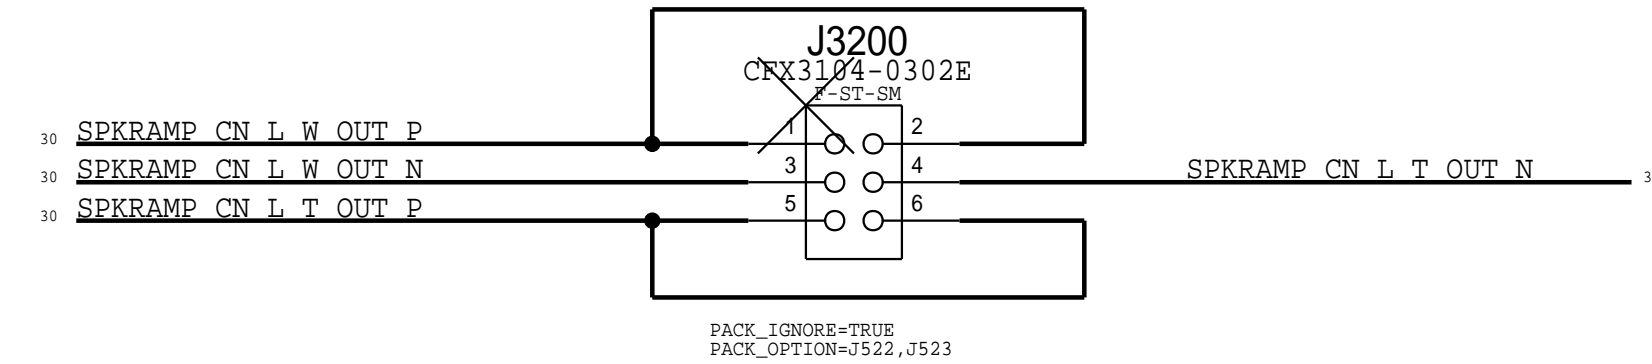 J3200
CFX3104-0302E
F-ST-SM
30 SPKRAMP CN L W OUT P 1 2
30 SPKRAMP CN L W OUT N 3 4 SPKRAMP CN L T OUT N 3
30 SPKRAMP CN L T OUT P 5 6
PACK_IGNORE=TRUE
PACK_OPTION=J522,J523